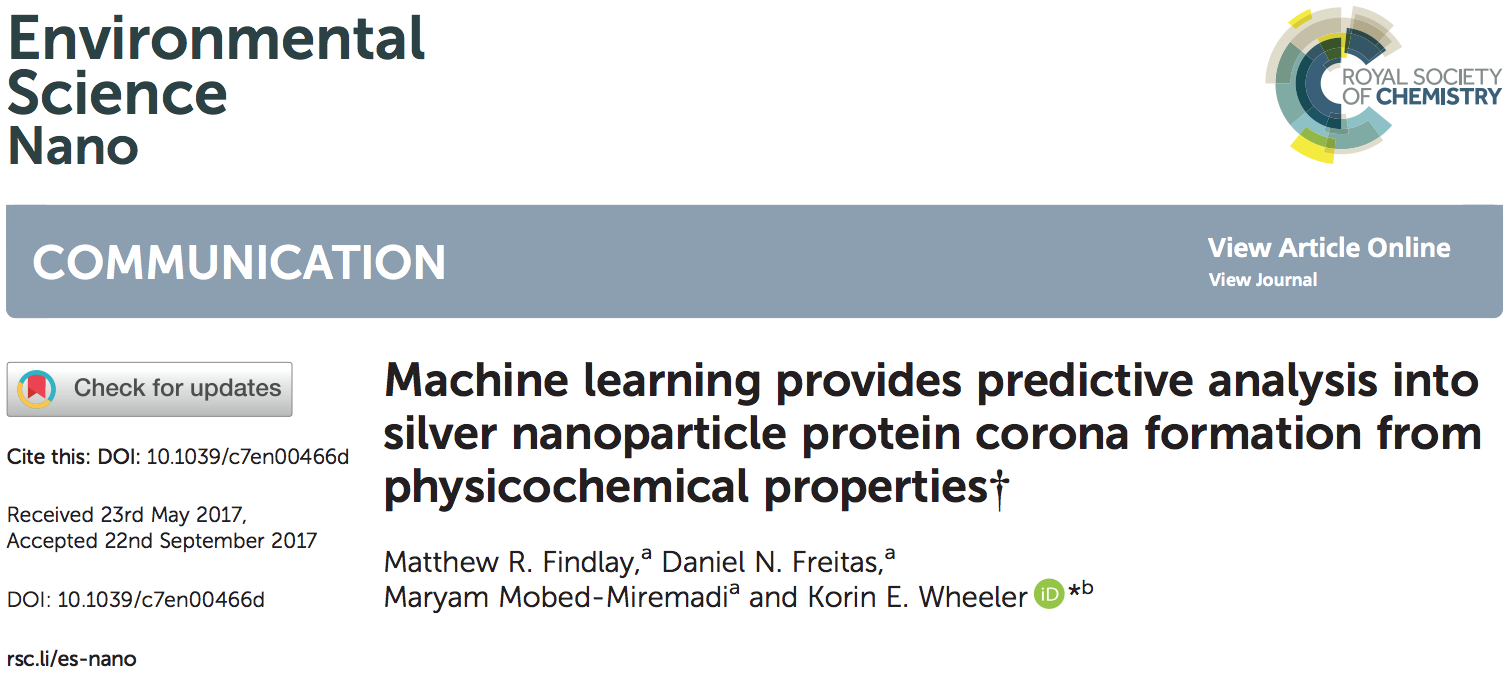 Environmental
Science
Nano
ROYAL SOCIETY
OF CHEMISTRY
COMMUNICATION
View Article Online
View Journal
Check for updates
Cite this: DOI: 10.1039/c7en00466d
Received 23rd May 2017,
Accepted 22nd September 2017
DOI: 10.1039/c7en00466d
rsc.li/es-nano
Machine learning provides predictive analysis into
silver nanoparticle protein corona formation from
physicochemical properties†
Matthew R. Findlay,a Daniel N. Freitas,a
Maryam Mobed-Miremadia and Korin E. Wheeler iD *b